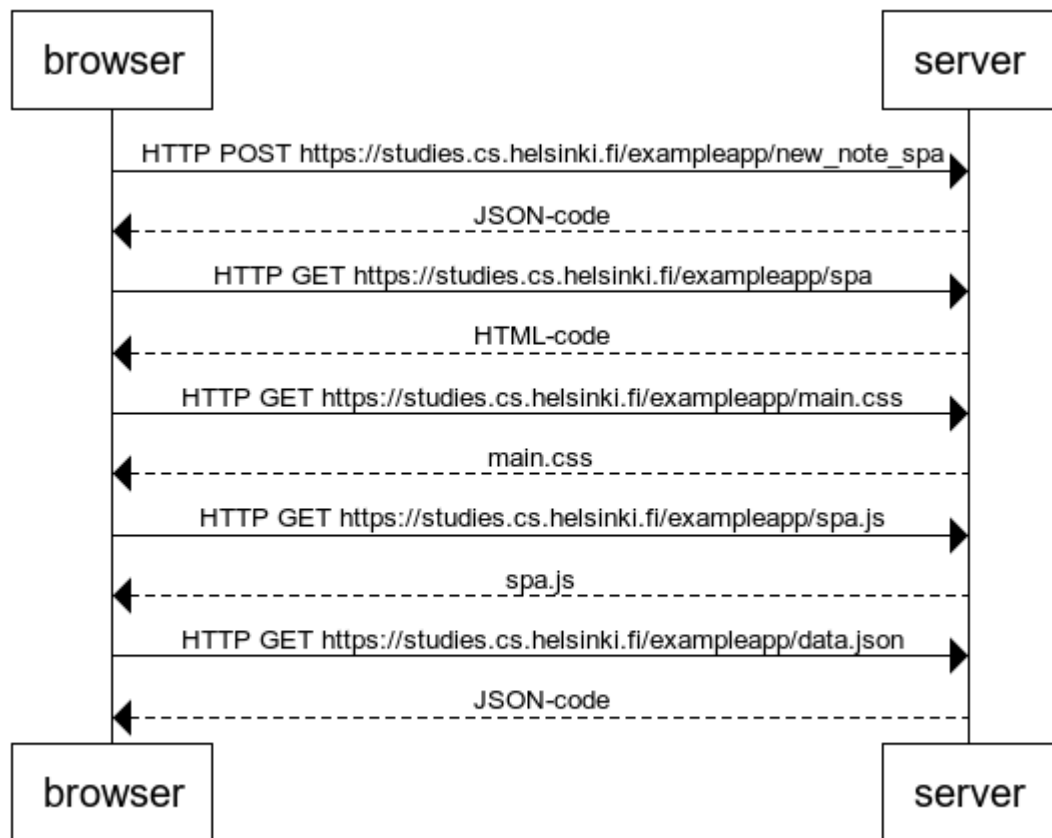 browser
server
HTTP POST https://studies.cs.helsinki.fi/exampleapp/new_note_spa
JSON-code
HTTP GET https://studies.cs.helsinki.fi/exampleapp/spa
HTML-code
HTTP GET https://studies.cs.helsinki.fi/exampleapp/main.css
main.css
HTTP GET https://studies.cs.helsinki.fi/exampleapp/spa.js
spa.js
HTTP GET https://studies.cs.helsinki.fi/exampleapp/data.json
JSON-code
browser
server